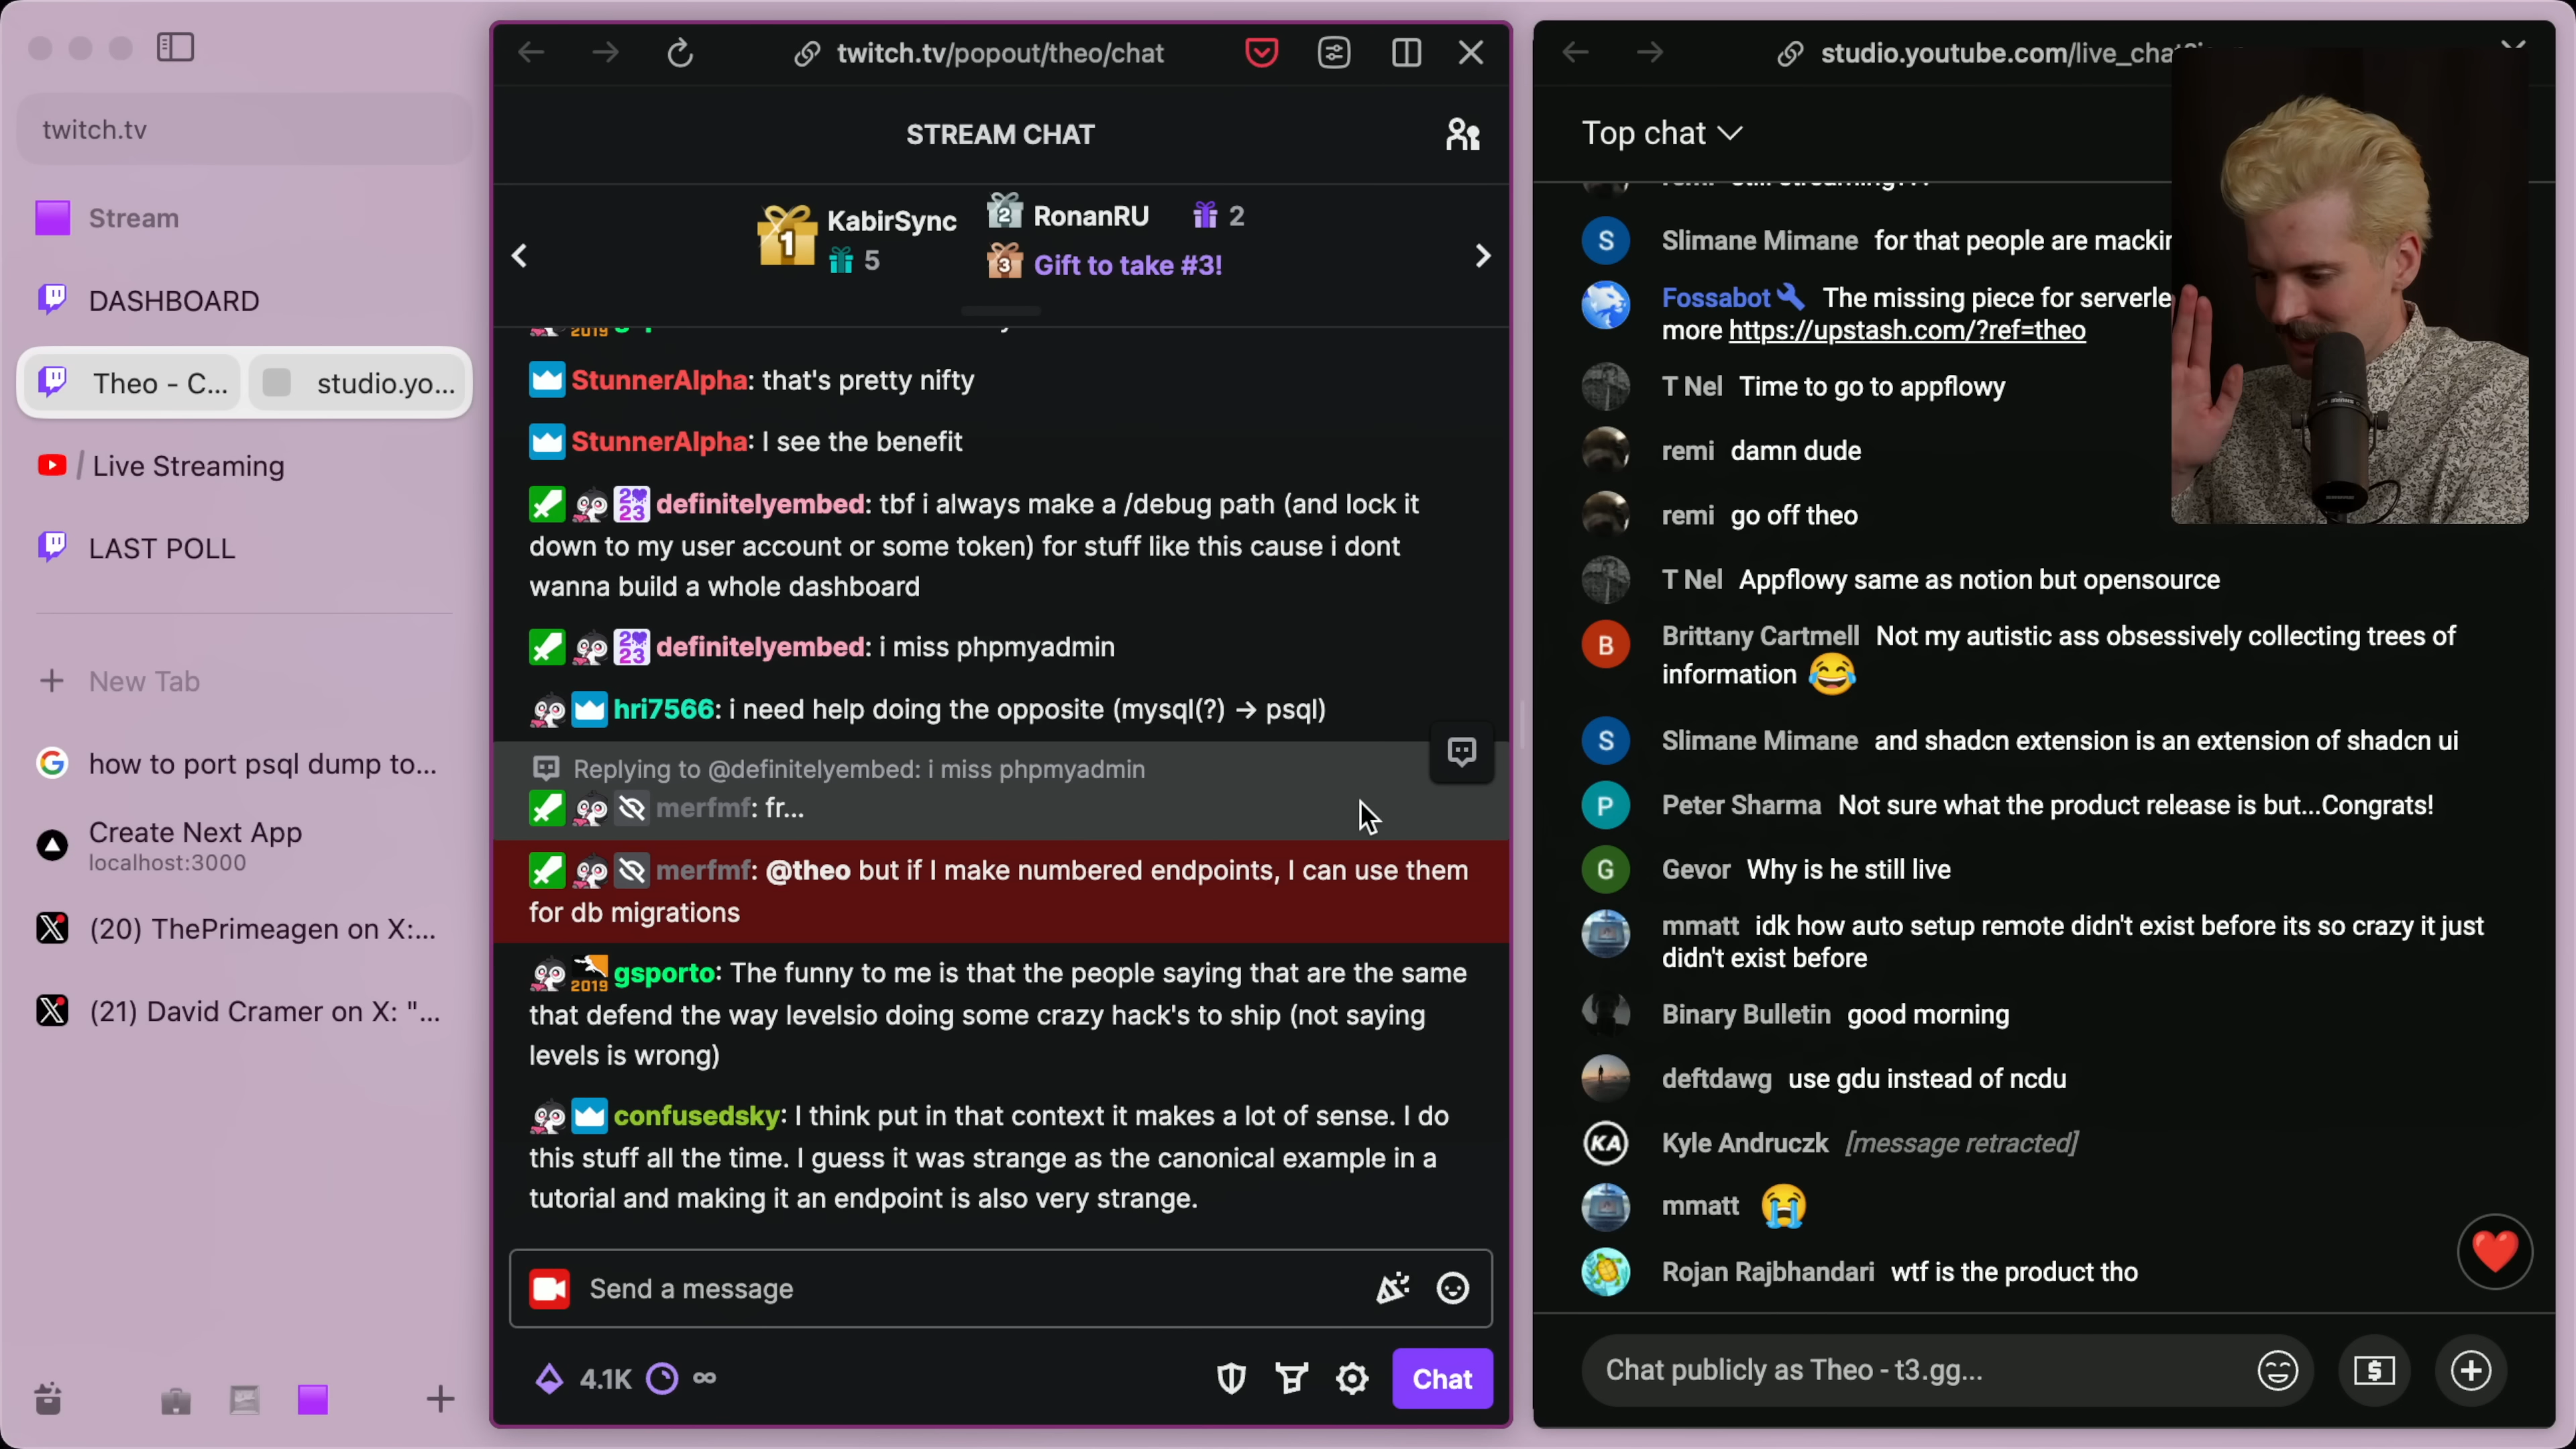 twitch.tv
Stream
DASHBOARD
Theo - C...
studio.yo...
/ Live Streaming
LAST POLL
New Tab
how to port psql dump to...
Create Next App
localhost:3000
(20) ThePrimeagen on X:...
(21) David Cramer on X: "...
twitch.tv/popout/theo/chat
STREAM CHAT
1 KabirSync
5
2 RonanRU 2
3 Gift to take #3!
2019
StunnerAlpha: that's pretty nifty
StunnerAlpha: I see the benefit
definitelyembed: tbf i always make a /debug path (and lock it
down to my user account or some token) for stuff like this cause i dont
wanna build a whole dashboard
definitelyembed: i miss phpmyadmin
hri7566: i need help doing the opposite (mysql(?) → psql)
Replying to @definitelyembed: i miss phpmyadmin
merfmf: fr...
merfmf: @theo but if I make numbered endpoints, I can use them
for db migrations
2019 gsporto: The funny to me is that the people saying that are the same
that defend the way levelsio doing some crazy hack's to ship (not saying
levels is wrong)
confusedsky: I think put in that context it makes a lot of sense. I do
this stuff all the time. I guess it was strange as the canonical example in a
tutorial and making it an endpoint is also very strange.
Send a message
4.1K ∞
Chat
studio.youtube.com/live_cha
Top chat
S Slimane Mimane for that people are mackin
Fossabot The missing piece for serverle
more https://upstash.com/?ref=theo
T Nel Time to go to appflowy
remi damn dude
remi go off theo
T Nel Appflowy same as notion but opensource
B Brittany Cartmell Not my autistic ass obsessively collecting trees of
information 😂
S Slimane Mimane and shadcn extension is an extension of shadcn ui
P Peter Sharma Not sure what the product release is but...Congrats!
G Gevor Why is he still live
mmatt idk how auto setup remote didn't exist before its so crazy it just
didn't exist before
Binary Bulletin good morning
deftdawg use gdu instead of ncdu
KA Kyle Andruczk [message retracted]
mmatt 😭
Rojan Rajbhandari wtf is the product tho
Chat publicly as Theo - t3.gg...